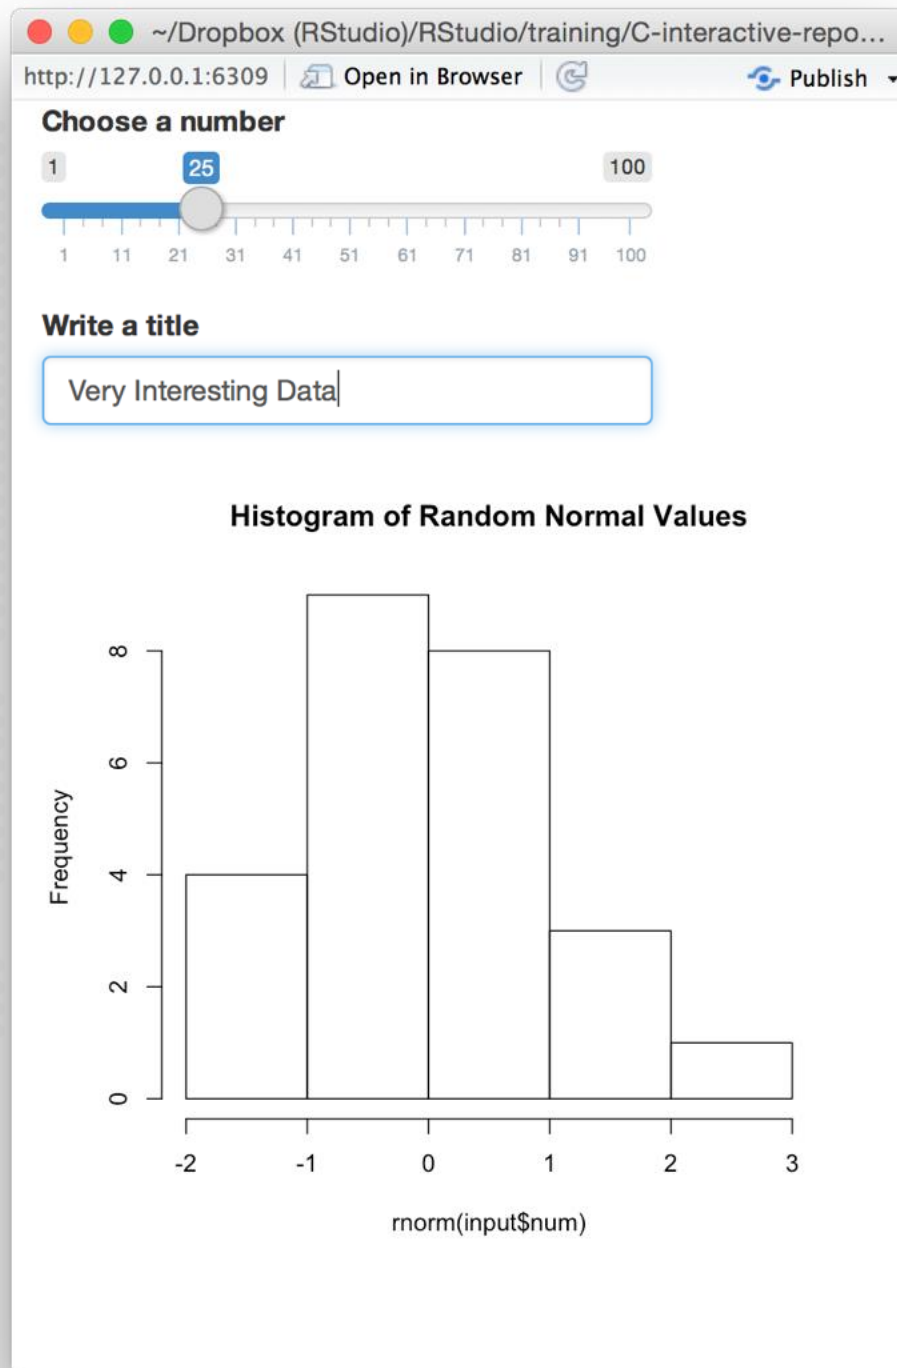 ~/Dropbox (RStudio)/RStudio/training/C-interactive-repo...
http://127.0.0.1:6309 Open in Browser Publish
Choose a number
1 25 100
1 11 21 31 41 51 61 71 81 91 100
Write a title
Very Interesting Data
Histogram of Random Normal Values
8
6
4
2
0
Frequency
-2 -1 0 1 2 3
rnorm(input$num)